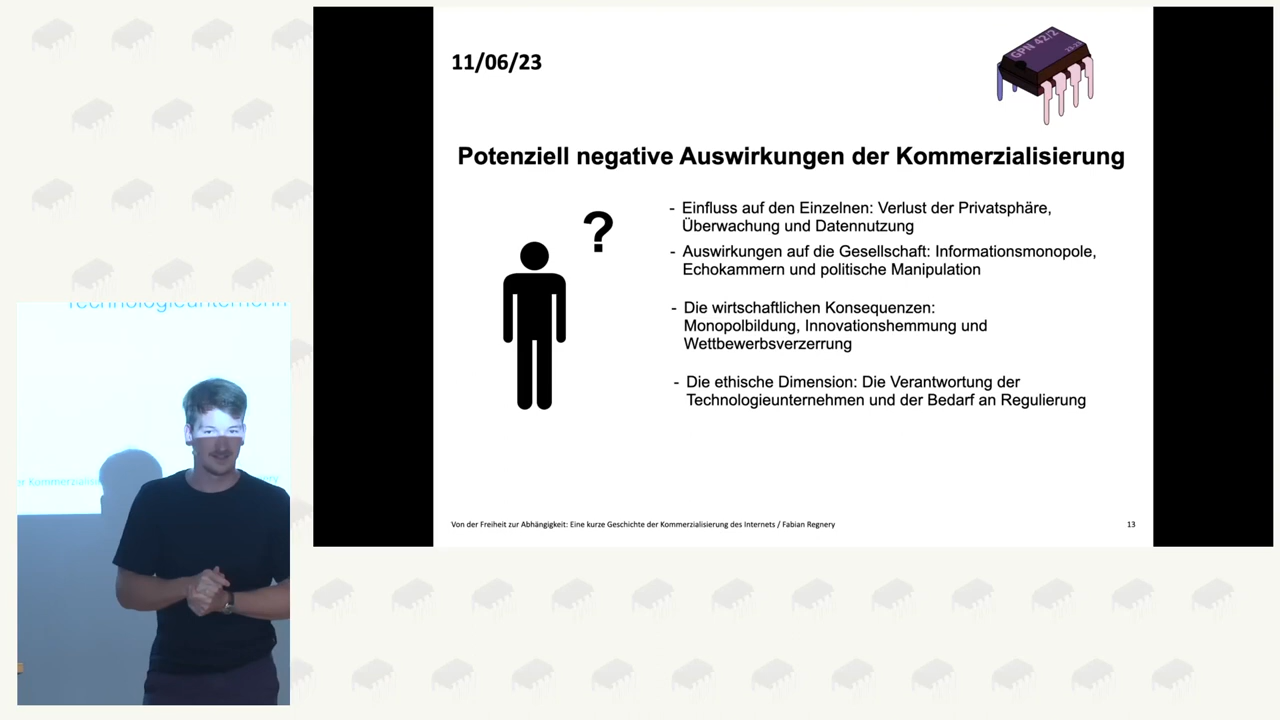 11/06/23
GPN 42/2
23:23
Potenziell negative Auswirkungen der Kommerzialisierung
?
- Einfluss auf den Einzelnen: Verlust der Privatsphäre,
Überwachung und Datennutzung
- Auswirkungen auf die Gesellschaft: Informationsmonopole,
Echokammern und politische Manipulation
- Die wirtschaftlichen Konsequenzen:
Monopolbildung, Innovationshemmung und
Wettbewerbsverzerrung
- Die ethische Dimension: Die Verantwortung der
Technologieunternehmen und der Bedarf an Regulierung
Von der Freiheit zur Abhängigkeit: Eine kurze Geschichte der Kommerzialisierung des Internets / Fabian Regnery
13